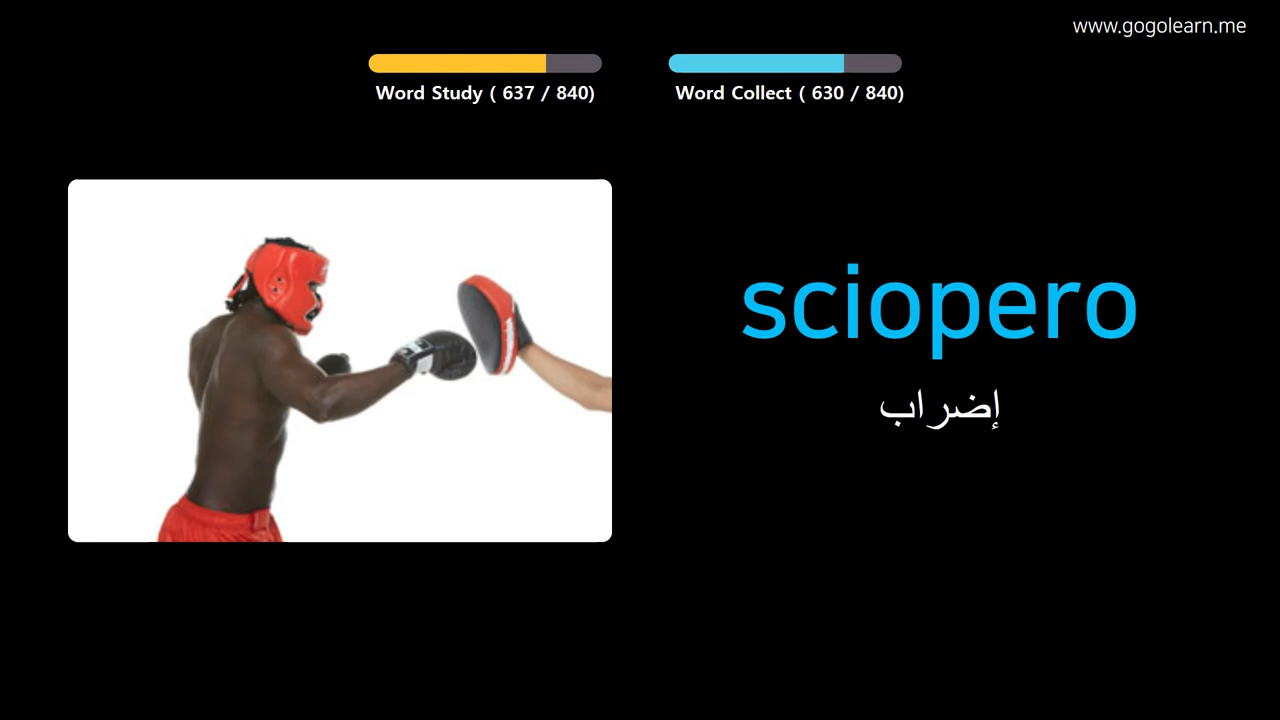 www.gogolearn.me
Word Study ( 637 / 840)
Word Collect ( 630 / 840)
sciopero
إضراب